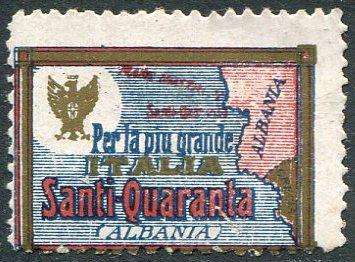 ALBANIA
Per la più grande
ITALIA
Santi-Quaranta
(ALBANIA)